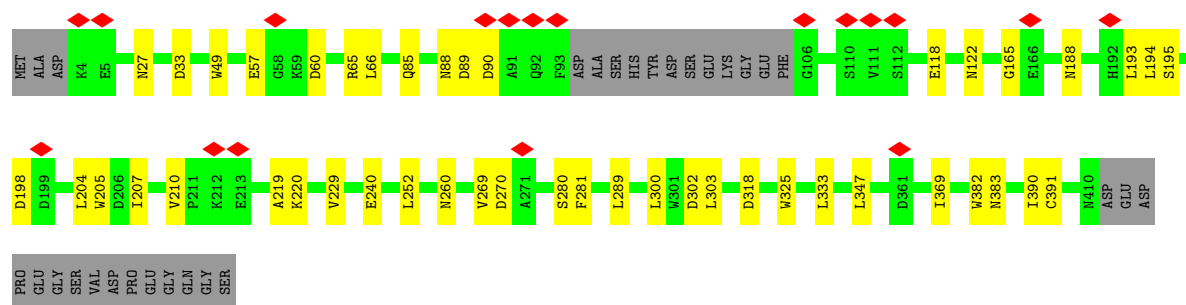 MET ALA ASP K4 E5 N27 D33 W49 E57 G58 K59 D60 R65 L66 Q85 N88 D89 D90 A91 Q92 F93 ASP ALA SER HIS TYR ASP SER GLU LYS GLY GLU PHE G106 S110 V111 S112 E118 N122 G165 E166 N188 H192 L193 L194 S195
D198 D199 L204 W205 D206 I207 V210 P211 K212 E213 A219 K220 V229 E240 L252 N260 V269 D270 A271 S280 F281 L289 L300 W301 D302 L303 D318 W325 L333 L347 D361 I369 W382 N383 I390 C391 N410 ASP GLU ASP
PRO GLU GLY SER VAL ASP PRO GLU GLY GLN GLY SER